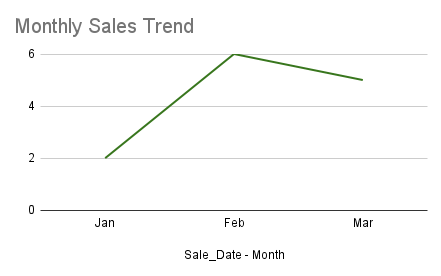 Monthly Sales Trend
6
4
2
0
Jan Feb Mar
Sale_Date - Month